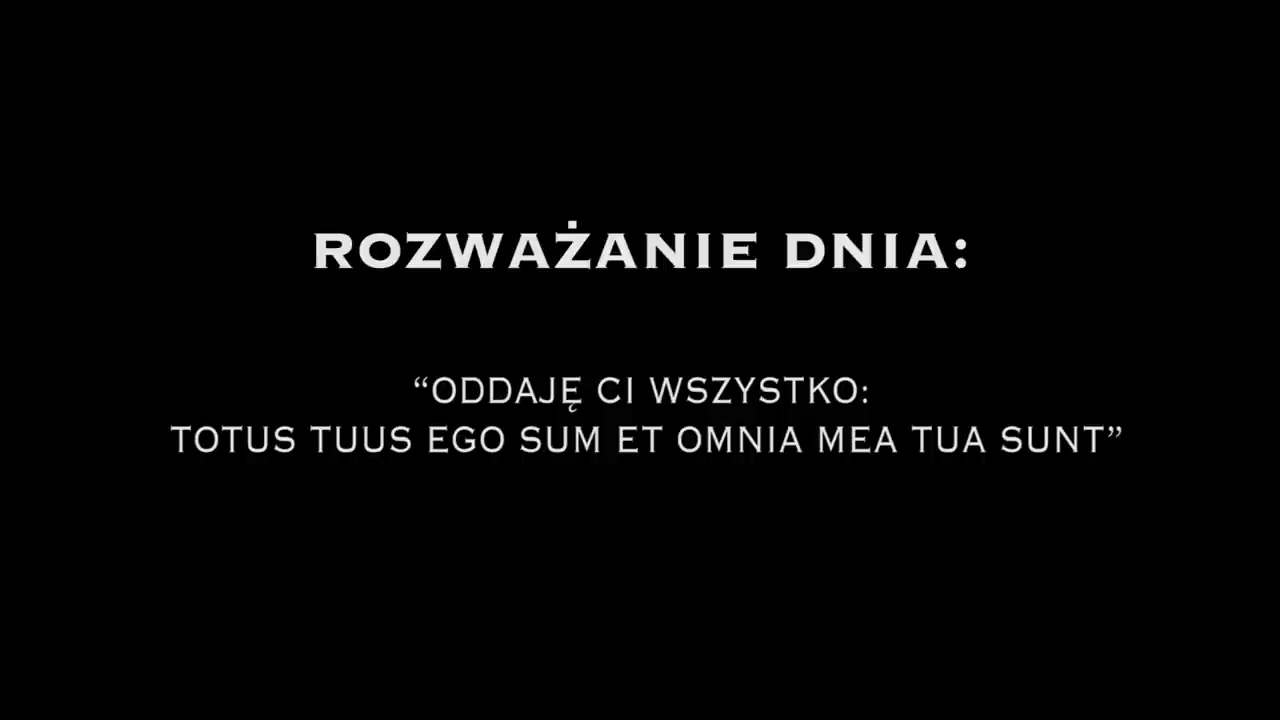 ROZWAŻANIE DNIA:
“ODDAJĘ CI WSZYSTKO:
TOTUS TUUS EGO SUM ET OMNIA MEA TUA SUNT”